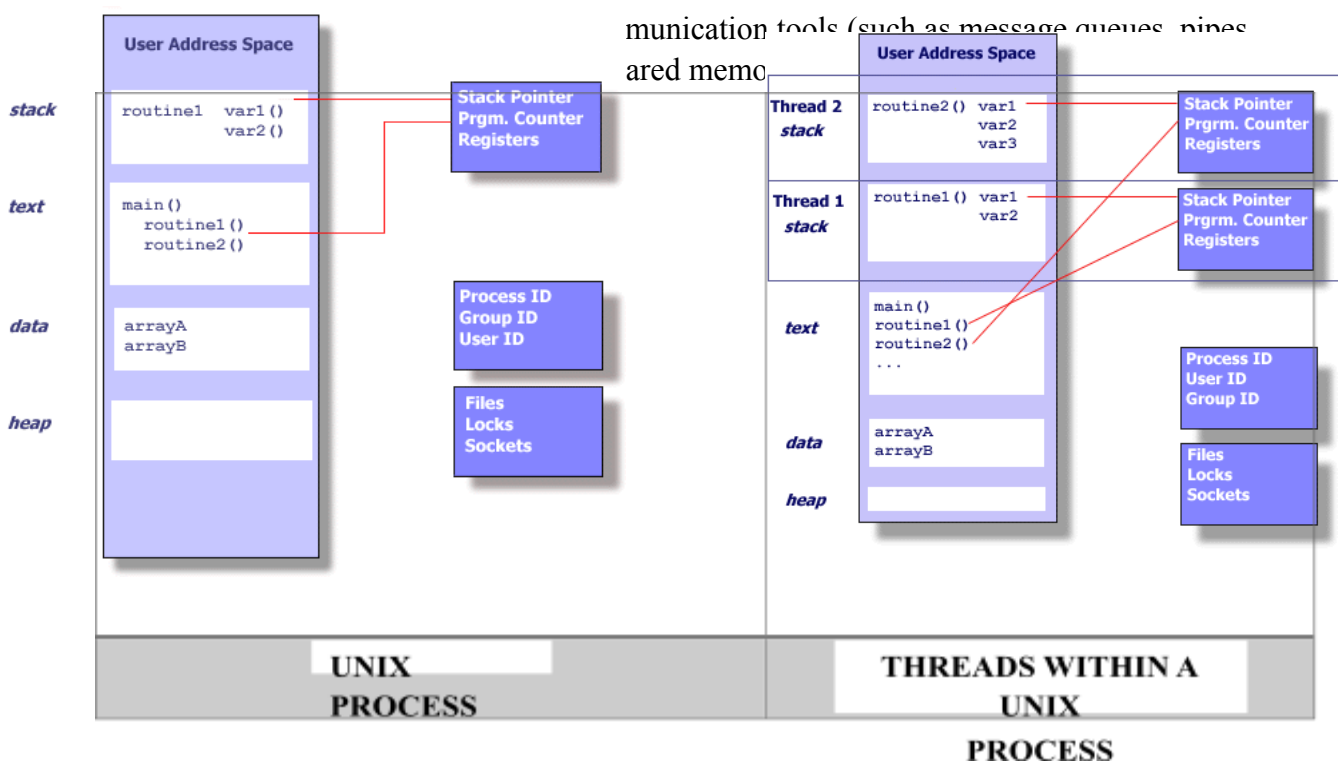 munication tools (such as message queues, pipes
ared memo
User Address Space
stack
routine1 var1()
var2()
Stack Pointer
Prgm. Counter
Registers
text
main()
routine1()
routine2()
data
arrayA
arrayB
Process ID
Group ID
User ID
heap
Files
Locks
Sockets
UNIX
PROCESS
User Address Space
Thread 2
stack
routine2() var1
var2
var3
Stack Pointer
Prgrm. Counter
Registers
Thread 1
stack
routine1() var1
var2
Stack Pointer
Prgrm. Counter
Registers
text
main()
routine1()
routine2()
...
Process ID
User ID
Group ID
data
arrayA
arrayB
Files
Locks
Sockets
heap
THREADS WITHIN A
UNIX
PROCESS